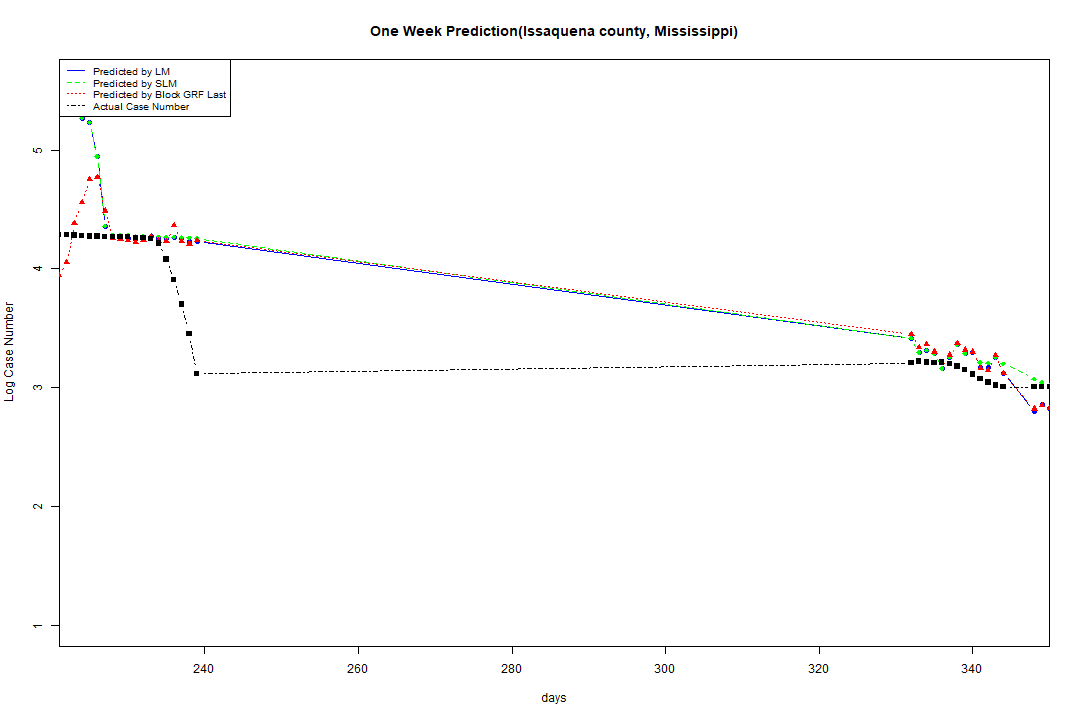 One Week Prediction(Issaquena county, Mississippi)
Predicted by LM
Predicted by SLM
Predicted by Block GRF Last
Actual Case Number
Log Case Number
5
4
3
2
1
240 260 280 300 320 340
days